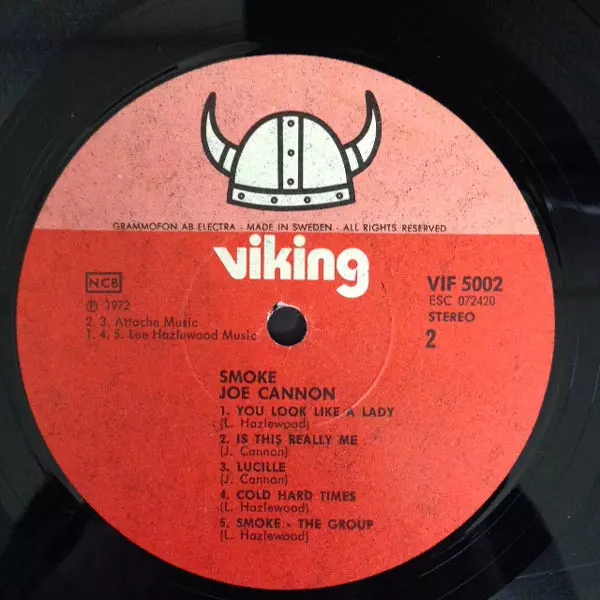 GRAMMOFON AB ELECTRA · MADE IN SWEDEN · ALL RIGHTS RESERVED
viking
NCB
Ⓟ 1972
2. 3. Attache Music
1. 4. 5. Lee Hazlewood Music
VIF 5002
ESC 072420
STEREO
2
SMOKE
JOE CANNON
1. YOU LOOK LIKE A LADY
(L. Hazlewood)
2. IS THIS REALLY ME
(J. Cannon)
3. LUCILLE
(J. Cannon)
4. COLD HARD TIMES
(L. Hazlewood)
5. SMOKE - THE GROUP
(L. Hazlewood)